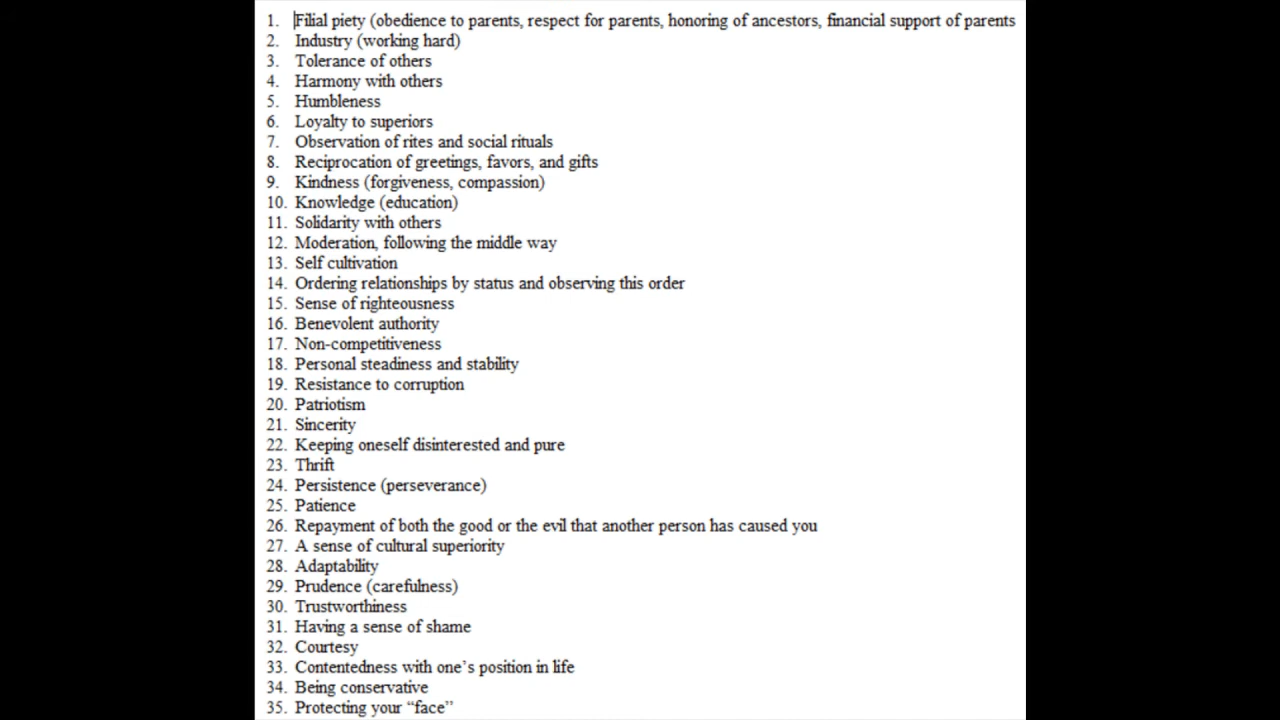 1. Filial piety (obedience to parents, respect for parents, honoring of ancestors, financial support of parents
2. Industry (working hard)
3. Tolerance of others
4. Harmony with others
5. Humbleness
6. Loyalty to superiors
7. Observation of rites and social rituals
8. Reciprocation of greetings, favors, and gifts
9. Kindness (forgiveness, compassion)
10. Knowledge (education)
11. Solidarity with others
12. Moderation, following the middle way
13. Self cultivation
14. Ordering relationships by status and observing this order
15. Sense of righteousness
16. Benevolent authority
17. Non-competitiveness
18. Personal steadiness and stability
19. Resistance to corruption
20. Patriotism
21. Sincerity
22. Keeping oneself disinterested and pure
23. Thrift
24. Persistence (perseverance)
25. Patience
26. Repayment of both the good or the evil that another person has caused you
27. A sense of cultural superiority
28. Adaptability
29. Prudence (carefulness)
30. Trustworthiness
31. Having a sense of shame
32. Courtesy
33. Contentedness with one’s position in life
34. Being conservative
35. Protecting your “face”